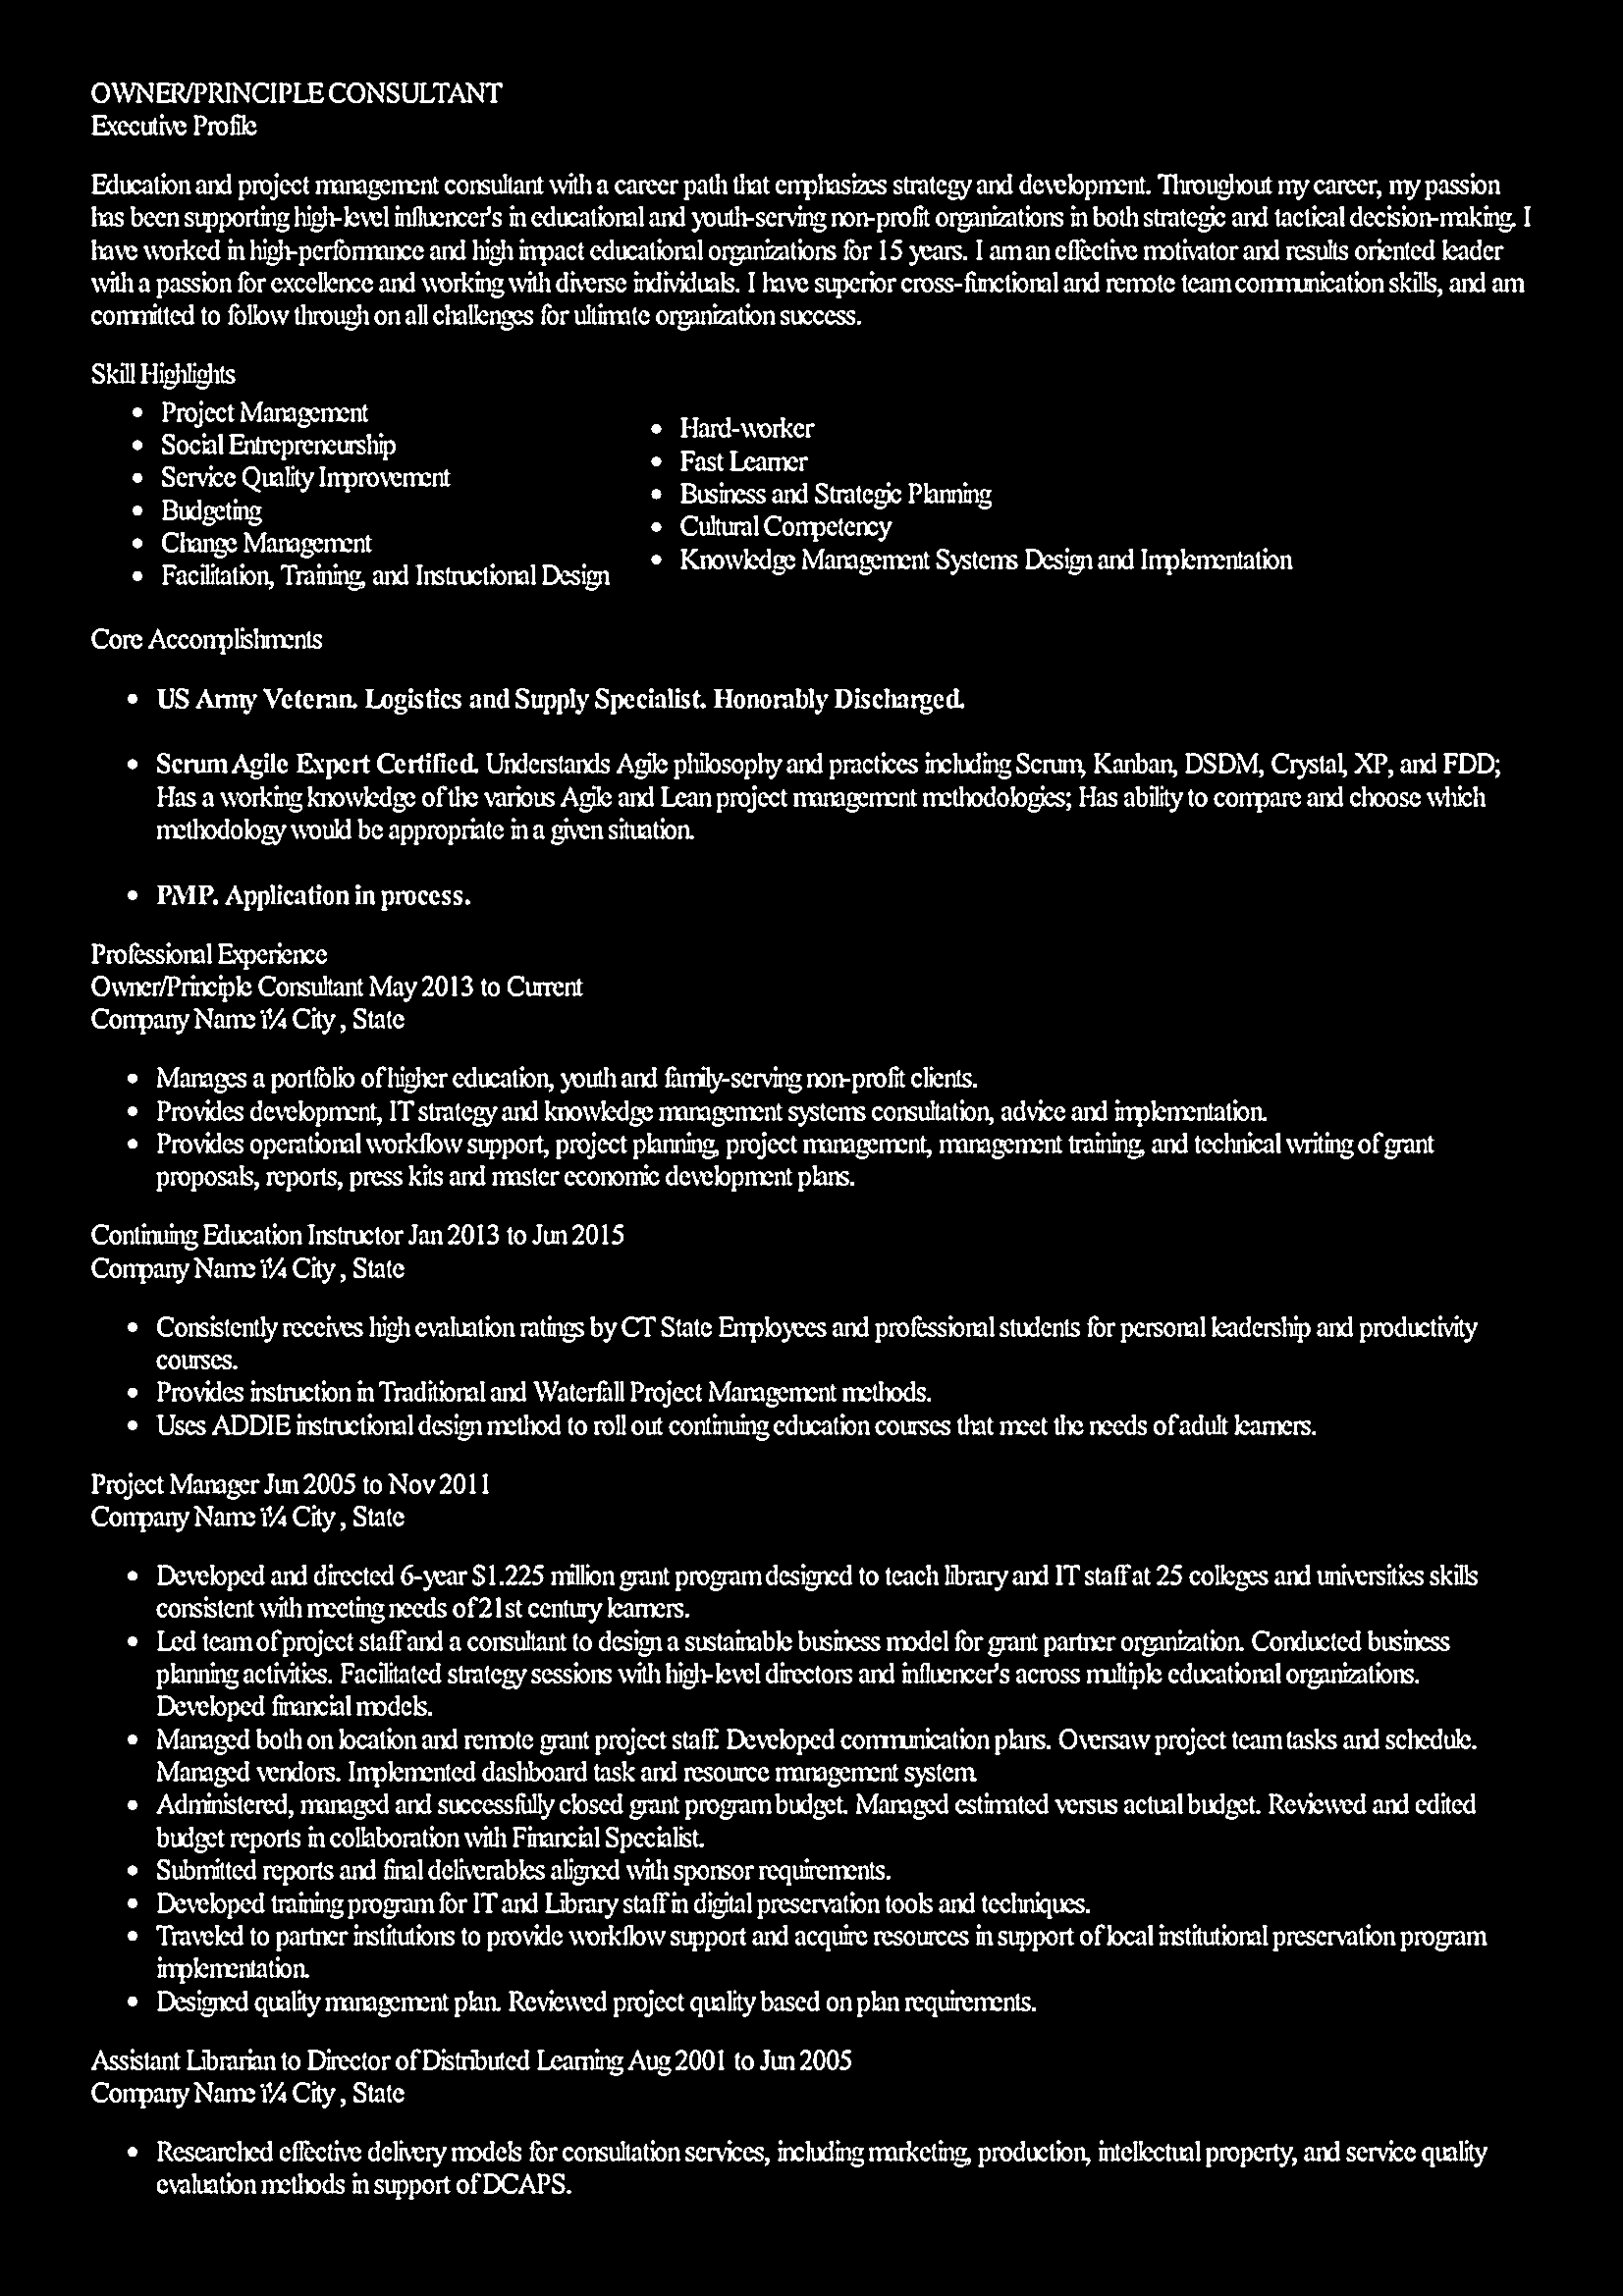 OWNER/PRINCIPLE CONSULTANT
Executive Profile
Education and project management consultant with a career path that emphasizes strategy and development. Throughout my career, my passion
has been supporting high-level influencer's in educational and youth-serving non-profit organizations in both strategic and tactical decision-making. I
have worked in high-performance and high impact educational organizations for 15 years. I am an effective motivator and results oriented leader
with a passion for excellence and working with diverse individuals. I have superior cross-functional and remote team communication skills, and am
committed to follow through on all challenges for ultimate organization success.
Skill Highlights
• Project Management
• Social Entrepreneurship
• Service Quality Improvement
• Budgeting
• Change Management
• Facilitation, Training, and Instructional Design
• Hard-worker
• Fast Learner
• Business and Strategic Planning
• Cultural Competency
• Knowledge Management Systems Design and Implementation
Core Accomplishments
• US Army Veteran. Logistics and Supply Specialist. Honorably Discharged.
• Scrum Agile Expert Certified. Understands Agile philosophy and practices including Scrum, Kanban, DSDM, Crystal, XP, and FDD;
Has a working knowledge of the various Agile and Lean project management methodologies; Has ability to compare and choose which
methodology would be appropriate in a given situation.
• PMP. Application in process.
Professional Experience
Owner/Principle Consultant May 2013 to Current
Company Name ï¼ City , State
• Manages a portfolio of higher education, youth and family-serving non-profit clients.
• Provides development, IT strategy and knowledge management systems consultation, advice and implementation.
• Provides operational workflow support, project planning, project management, management training, and technical writing of grant
proposals, reports, press kits and master economic development plans.
Continuing Education Instructor Jan 2013 to Jun 2015
Company Name ï¼ City , State
• Consistently receives high evaluation ratings by CT State Employees and professional students for personal leadership and productivity
courses.
• Provides instruction in Traditional and Waterfall Project Management methods.
• Uses ADDIE instructional design method to roll out continuing education courses that meet the needs of adult learners.
Project Manager Jun 2005 to Nov 2011
Company Name ï¼ City , State
• Developed and directed 6-year $1.225 million grant program designed to teach library and IT staff at 25 colleges and universities skills
consistent with meeting needs of 21st century learners.
• Led team of project staff and a consultant to design a sustainable business model for grant partner organization. Conducted business
planning activities. Facilitated strategy sessions with high-level directors and influencer's across multiple educational organizations.
Developed financial models.
• Managed both on location and remote grant project staff. Developed communication plans. Oversaw project team tasks and schedule.
Managed vendors. Implemented dashboard task and resource management system.
• Administered, managed and successfully closed grant program budget. Managed estimated versus actual budget. Reviewed and edited
budget reports in collaboration with Financial Specialist.
• Submitted reports and final deliverables aligned with sponsor requirements.
• Developed training program for IT and Library staff in digital preservation tools and techniques.
• Traveled to partner institutions to provide workflow support and acquire resources in support of local institutional preservation program
implementation.
• Designed quality management plan. Reviewed project quality based on plan requirements.
Assistant Librarian to Director of Distributed Learning Aug 2001 to Jun 2005
Company Name ï¼ City , State
• Researched effective delivery models for consultation services, including marketing, production, intellectual property, and service quality
evaluation methods in support of DCAPS.